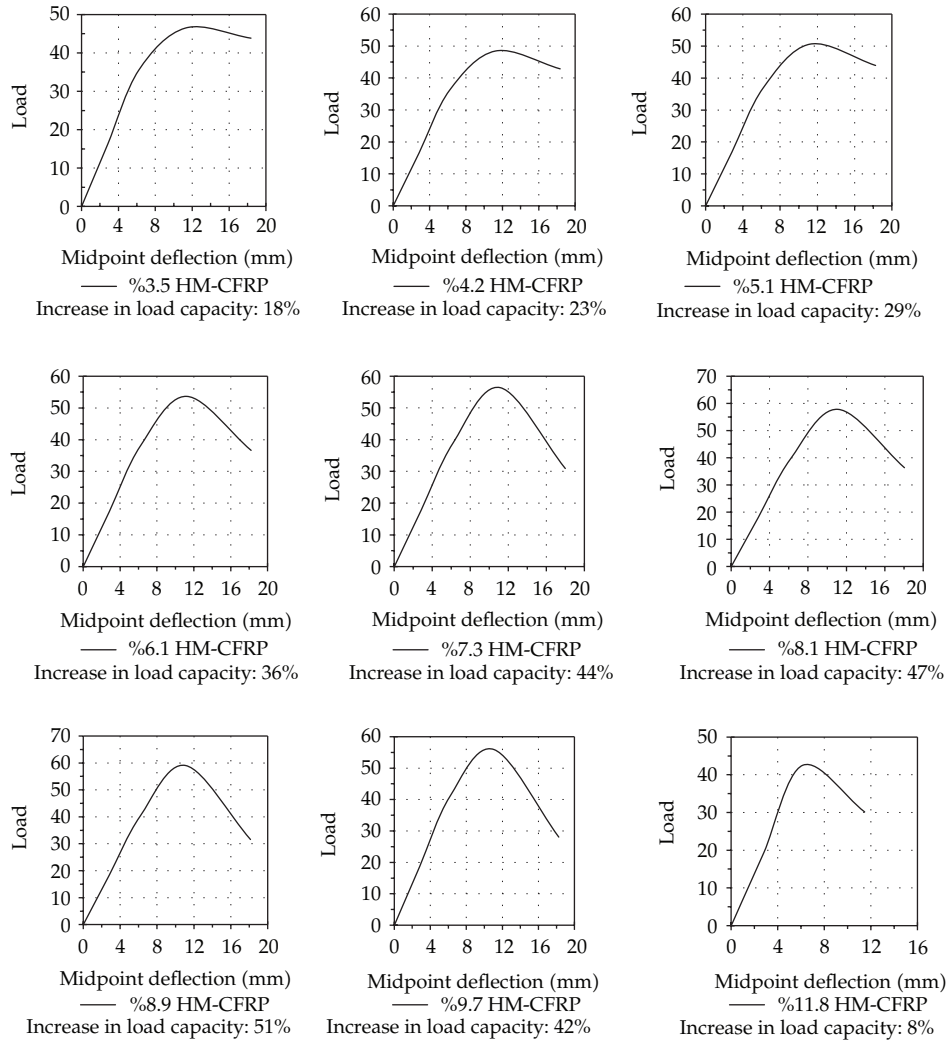 50
40
30
20
10
0
Load
0 4 8 12 16 20
Midpoint deflection (mm)
%3.5 HM-CFRP
Increase in load capacity: 18%
60
50
40
30
20
10
0
Load
0 4 8 12 16 20
Midpoint deflection (mm)
%4.2 HM-CFRP
Increase in load capacity: 23%
60
50
40
30
20
10
0
Load
0 4 8 12 16 20
Midpoint deflection (mm)
%5.1 HM-CFRP
Increase in load capacity: 29%
60
50
40
30
20
10
0
Load
0 4 8 12 16 20
Midpoint deflection (mm)
%6.1 HM-CFRP
Increase in load capacity: 36%
60
50
40
30
20
10
0
Load
0 4 8 12 16 20
Midpoint deflection (mm)
%7.3 HM-CFRP
Increase in load capacity: 44%
70
60
50
40
30
20
10
0
Load
0 4 8 12 16 20
Midpoint deflection (mm)
%8.1 HM-CFRP
Increase in load capacity: 47%
70
60
50
40
30
20
10
0
Load
0 4 8 12 16 20
Midpoint deflection (mm)
%8.9 HM-CFRP
Increase in load capacity: 51%
60
50
40
30
20
10
0
Load
0 4 8 12 16 20
Midpoint deflection (mm)
%9.7 HM-CFRP
Increase in load capacity: 42%
50
40
30
20
10
0
Load
0 4 8 12 16
Midpoint deflection (mm)
%11.8 HM-CFRP
Increase in load capacity: 8%